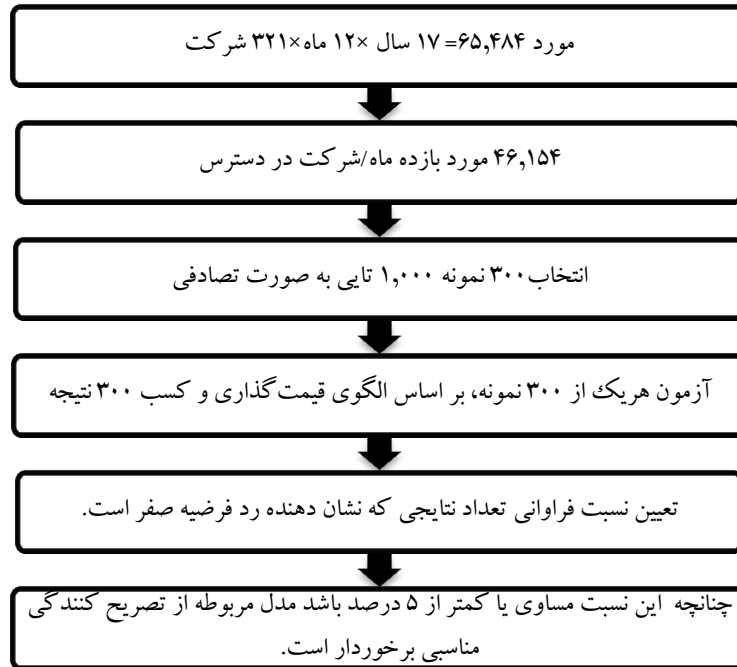 ۳۲۱ شرکت×۱۲ ماه× ۱۷ سال =۶۵,۴۸۴ مورد
۴۶,۱۵۴ مورد بازده ماه/شرکت در دسترس
انتخاب ۳۰۰ نمونه ۱,۰۰۰ تایی به صورت تصادفی
آزمون هریک از ۳۰۰ نمونه، بر اساس الگوی قیمت‌گذاری و کسب ۳۰۰ نتیجه
تعیین نسبت فراوانی تعداد نتایجی که نشان دهنده رد فرضیه صفر است.
چنانچه این نسبت مساوی یا کمتر از ۵ درصد باشد مدل مربوطه از تصریح کنندگی
مناسبی برخوردار است.